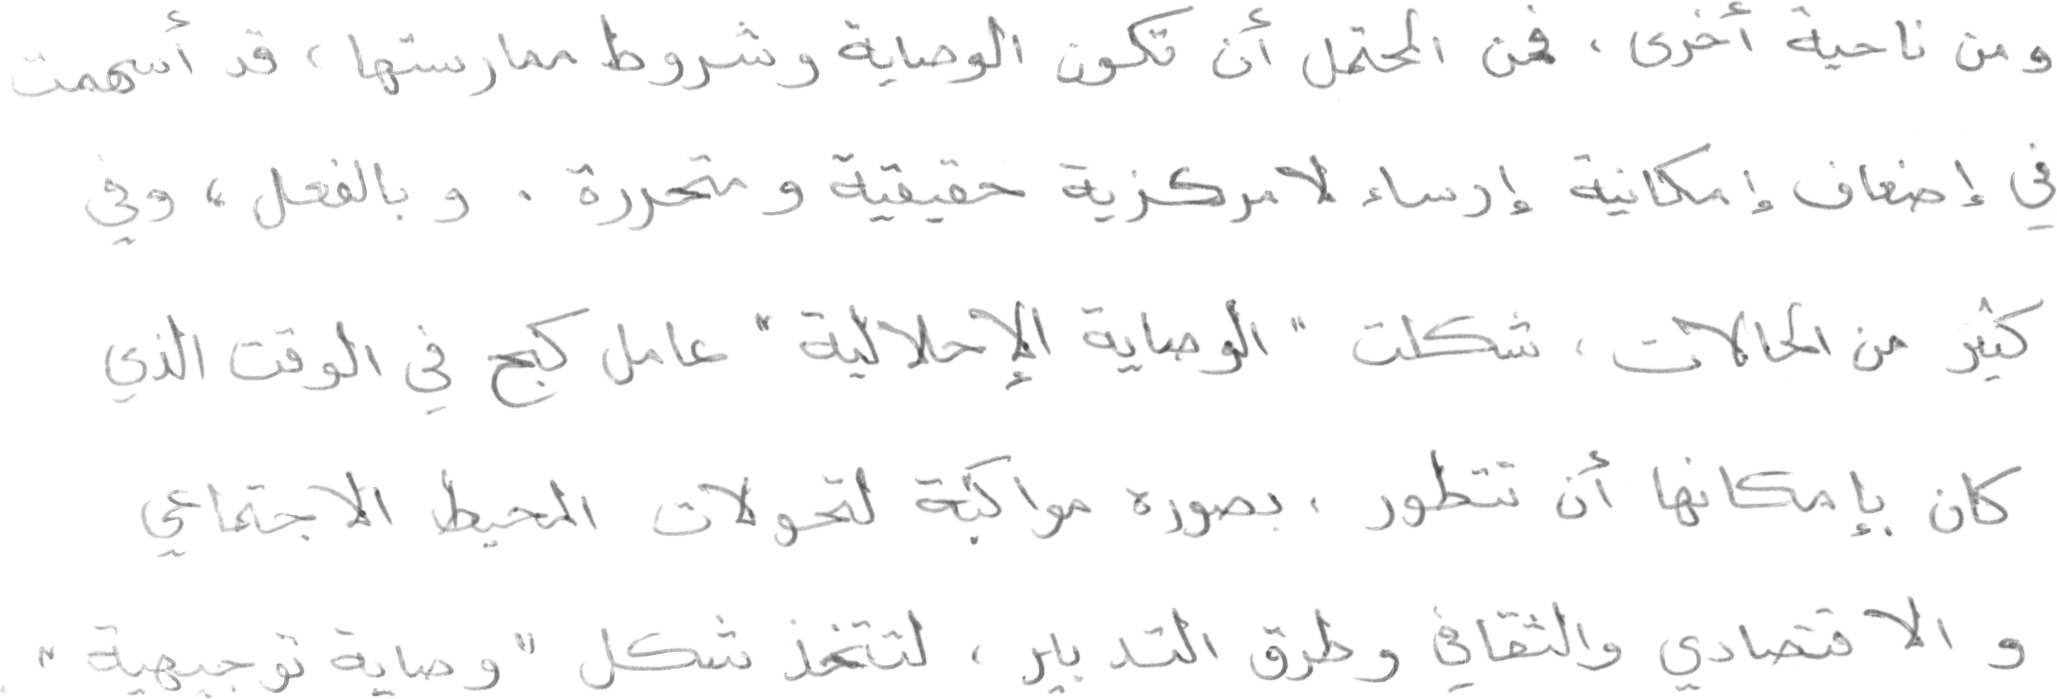 ومن ناحية أخرى، فمن المحتمل أن تكون الوصاية وشروط ممارستها، قد أسهمت
في إضعاف إمكانية إرساء لامركزية حقيقية ومتحررة. وبالفعل، وفي
كثير من الحالات، شكلت "الوصاية الإحلالية" عامل كبح في الوقت الذي
كان بإمكانها أن تتطور، بصورة مواكبة لتحولات المحيط الاجتماعي
والاقتصادي والثقافي وطرق التدبير، لتتخذ شكل "وصاية توجيهية".